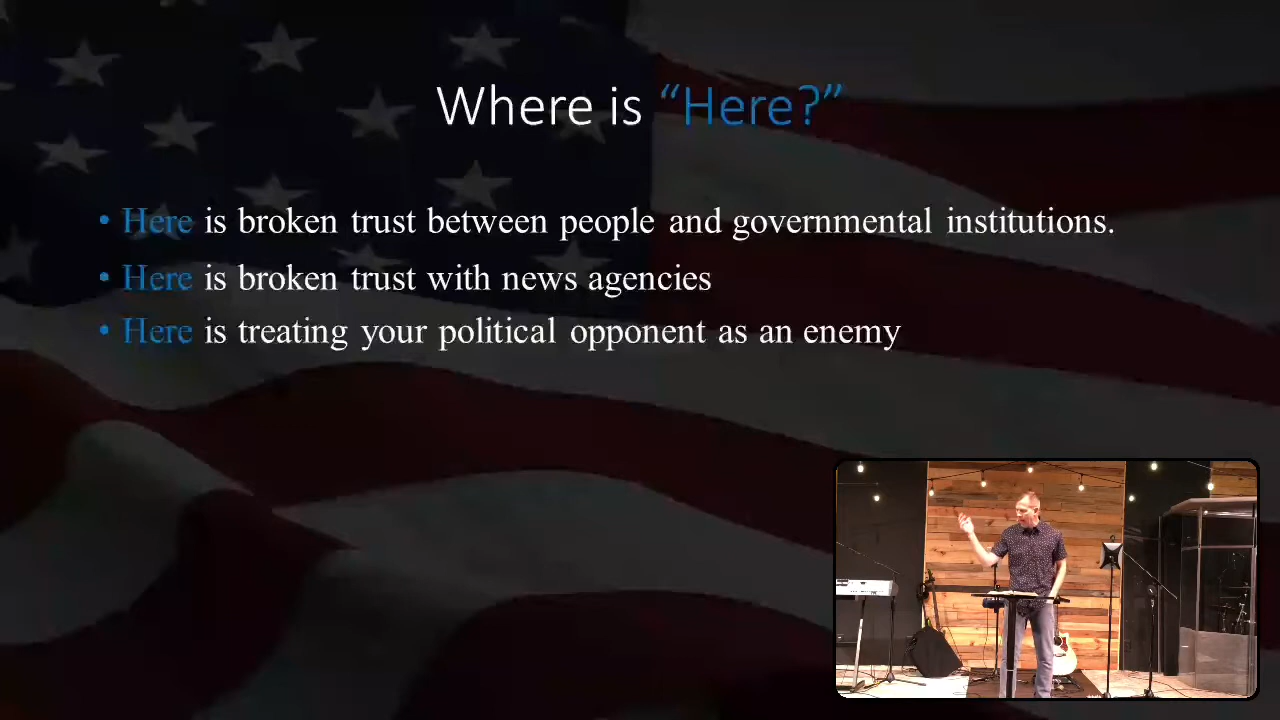 Where is “Here?”
• Here is broken trust between people and governmental institutions.
• Here is broken trust with news agencies
• Here is treating your political opponent as an enemy